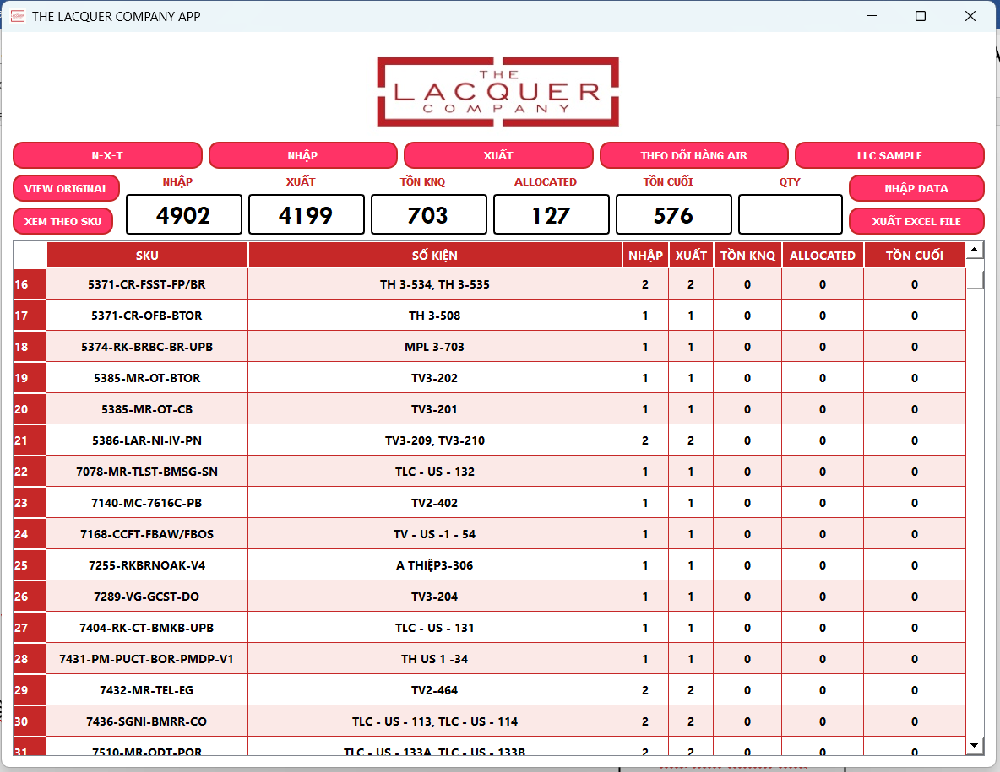 THE LACQUER COMPANY APP
THE
LACQUER
COMPANY
N-X-T NHẬP XUẤT THEO DÕI HÀNG AIR LLC SAMPLE
VIEW ORIGINAL NHẬP XUẤT TỒN KNQ ALLOCATED TỒN CUỐI QTY NHẬP DATA
XEM THEO SKU 4902 4199 703 127 576 XUẤT EXCEL FILE
SKU SỐ KIỆN NHẬP XUẤT TỒN KNQ ALLOCATED TỒN CUỐI
16 5371-CR-FSST-FP/BR TH 3-534, TH 3-535 2 2 0 0 0
17 5371-CR-OFB-BTOR TH 3-508 1 1 0 0 0
18 5374-RK-BRBC-BR-UPB MPL 3-703 1 1 0 0 0
19 5385-MR-OT-BTOR TV3-202 1 1 0 0 0
20 5385-MR-OT-CB TV3-201 1 1 0 0 0
21 5386-LAR-NI-IV-PN TV3-209, TV3-210 2 2 0 0 0
22 7078-MR-TLST-BMSG-SN TLC - US - 132 1 1 0 0 0
23 7140-MC-7616C-PB TV2-402 1 1 0 0 0
24 7168-CCFT-FBAW/FBOS TV - US -1 - 54 1 1 0 0 0
25 7255-RKBRNOAK-V4 A THIỆP3-306 1 1 0 0 0
26 7289-VG-GCST-DO TV3-204 1 1 0 0 0
27 7404-RK-CT-BMKB-UPB TLC - US - 131 1 1 0 0 0
28 7431-PM-PUCT-BOR-PMDP-V1 TH US 1 -34 1 1 0 0 0
29 7432-MR-TEL-EG TV2-464 2 2 0 0 0
30 7436-SGNI-BMRR-CO TLC - US - 113, TLC - US - 114 2 2 0 0 0
31 7510-MR-ODT-POR TLC - US - 133A, TLC - US - 133B 2 2 0 0 0